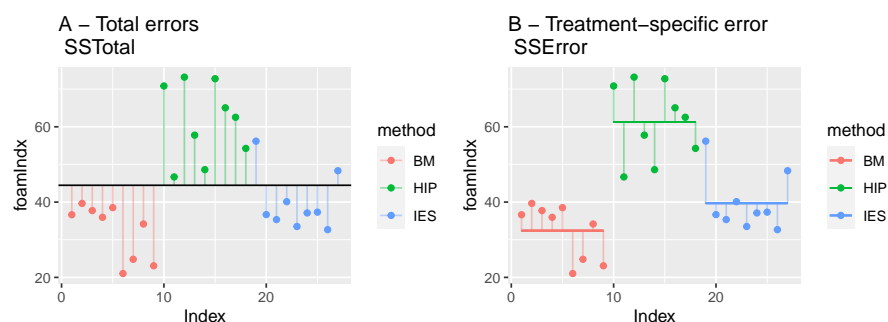 A – Total errors
SSTotal
foamIndx
60
40
20
0
10
20
Index
method
BM
HIP
IES
B – Treatment–specific error
SSError
foamIndx
60
40
20
0
10
20
Index
method
BM
HIP
IES